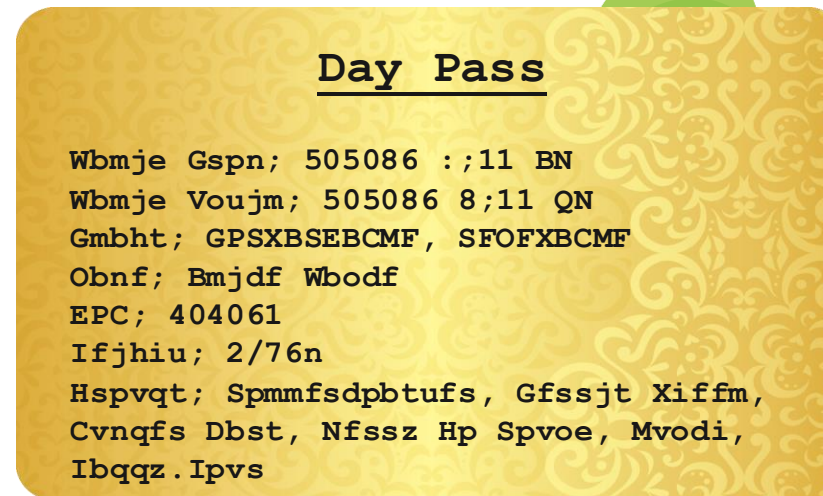 Day Pass
Wbmje Gspn; 505086 :;11 BN
Wbmje Voujm; 505086 8;11 QN
Gmbht; GPSXBSEBCMF, SFOFXBCMF
Obnf; Bmjdf Wbodf
EPC; 404061
Ifjhiu; 2/76n
Hspvqt; Spmmfsdpbtufs, Gfssjt Xiffm,
Cvnqfs Dbst, Nfssz Hp Spvoe, Mvodi,
Ibqqz.Ipvs